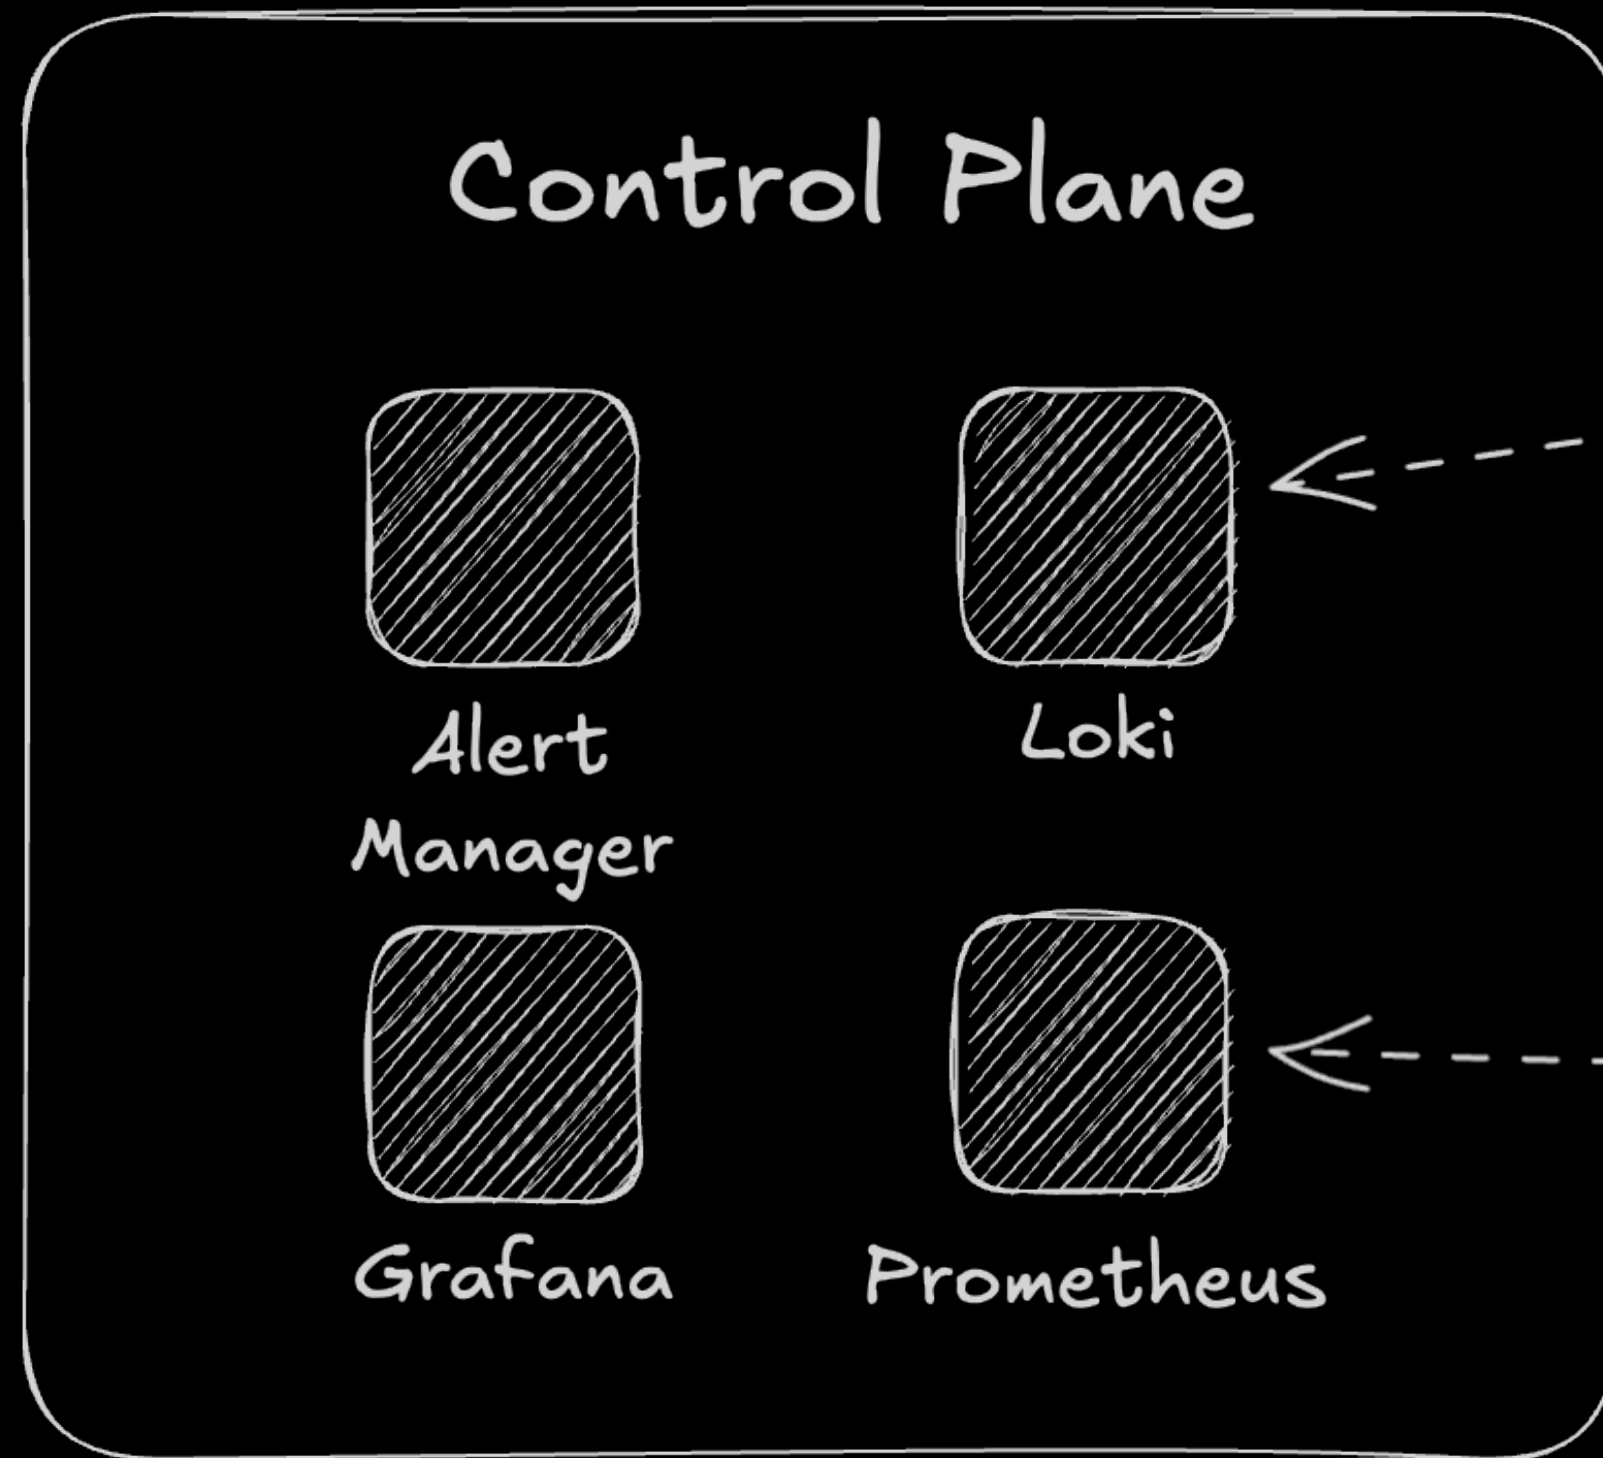 Control Plane
Alert
Manager
Loki
Grafana
Prometheus